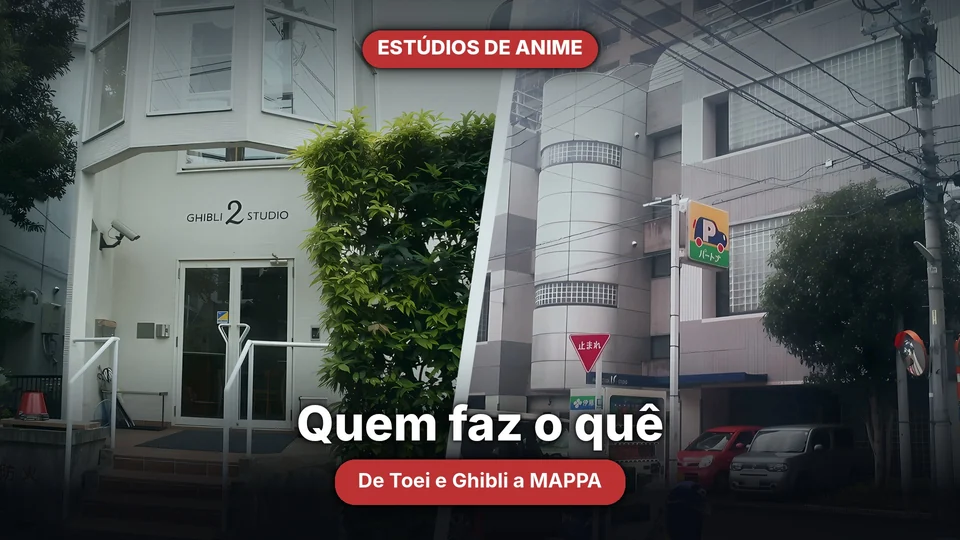 ESTÚDIOS DE ANIME
GHIBLI 2 STUDIO
P
パートナ
止まれ
Quem faz o quê
De Toei e Ghibli a MAPPA